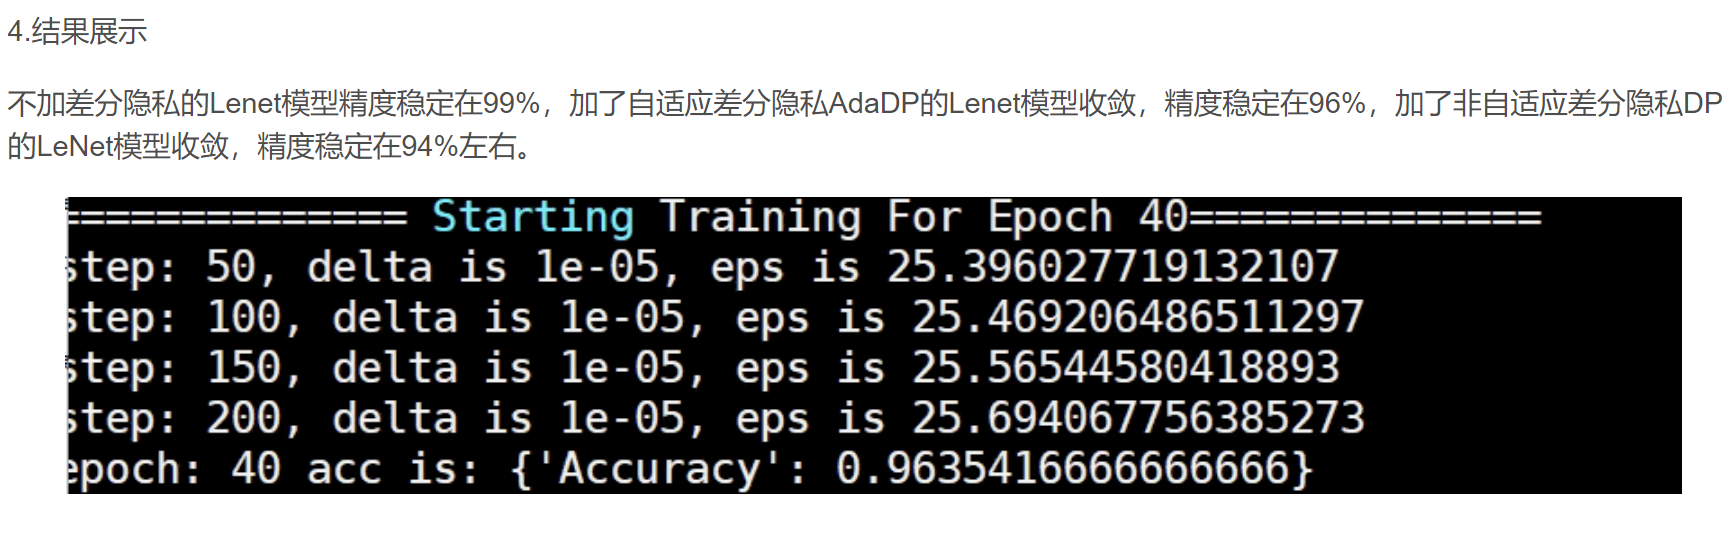 4.结果展示
不加差分隐私的Lenet模型精度稳定在99%，加了自适应差分隐私AdaDP的Lenet模型收敛，精度稳定在96%，加了非自适应差分隐私DP
的LeNet模型收敛，精度稳定在94%左右。
============== Starting Training For Epoch 40==============
step: 50, delta is 1e-05, eps is 25.396027719132107
step: 100, delta is 1e-05, eps is 25.469206486511297
step: 150, delta is 1e-05, eps is 25.56544580418893
step: 200, delta is 1e-05, eps is 25.694067756385273
epoch: 40 acc is: {'Accuracy': 0.9635416666666666}